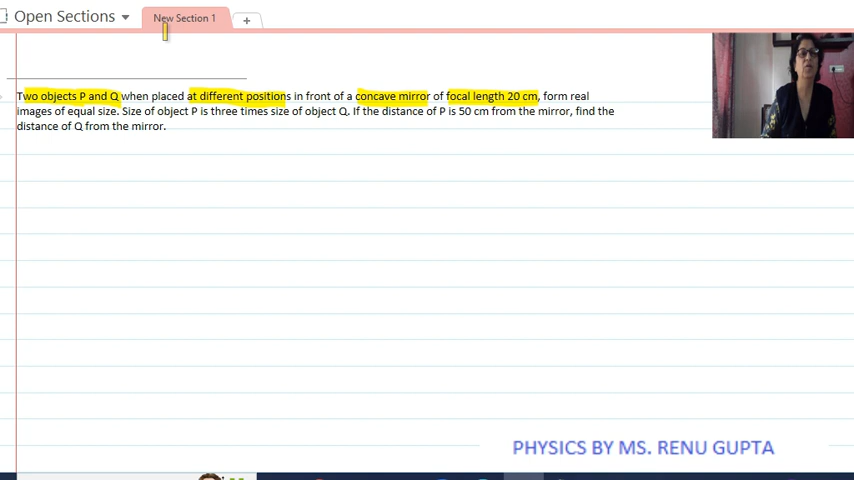 Open Sections
New Section 1
+
Two objects P and Q when placed at different positions in front of a concave mirror of focal length 20 cm, form real
images of equal size. Size of object P is three times size of object Q. If the distance of P is 50 cm from the mirror, find the
distance of Q from the mirror.
PHYSICS BY MS. RENU GUPTA